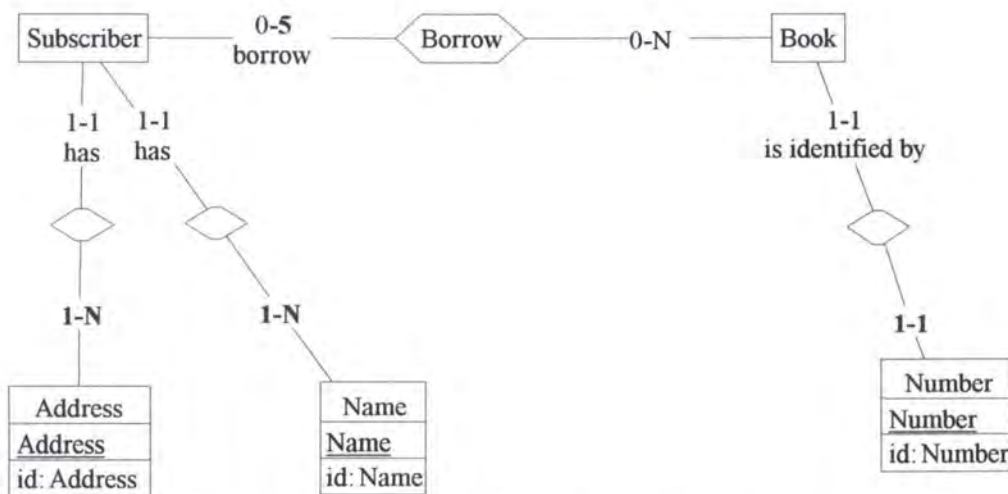 Subscriber
0-5
borrow
Borrow
0-N
Book
1-1
has
1-1
has
1-1
is identified by
1-N
1-N
1-1
Address
Address
id: Address
Name
Name
id: Name
Number
Number
id: Number